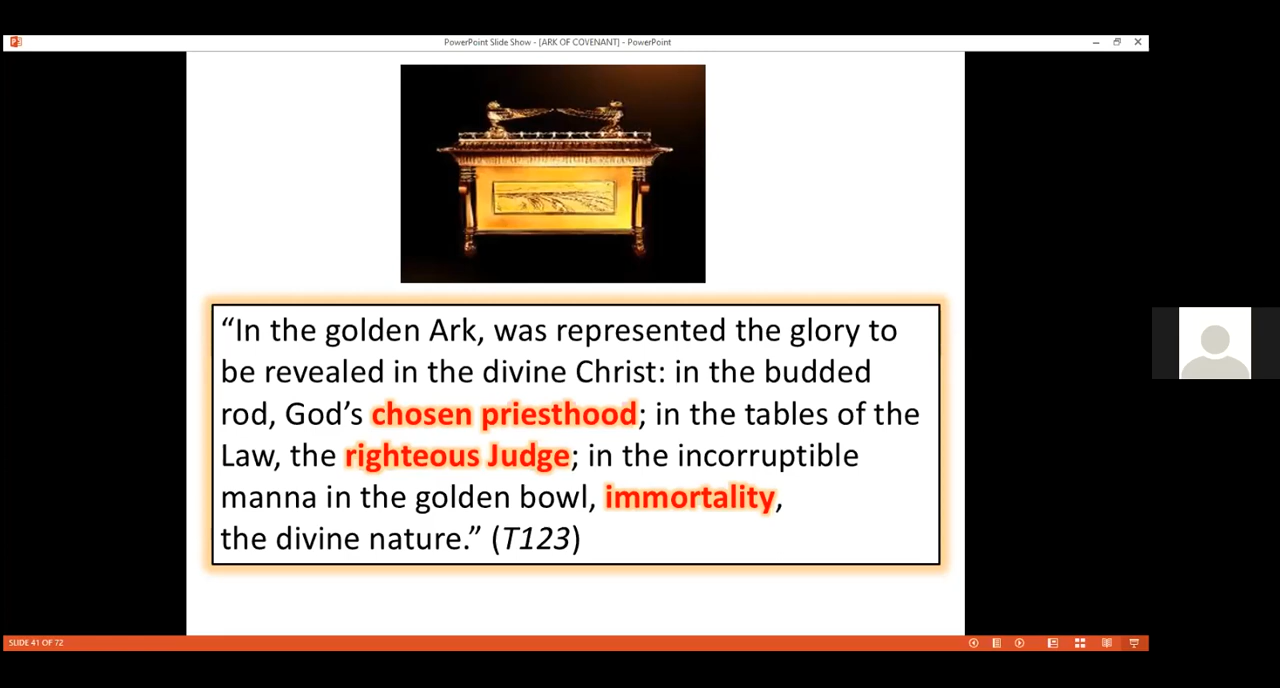 PowerPoint Slide Show - [ARK OF COVENANT] - PowerPoint
“In the golden Ark, was represented the glory to
be revealed in the divine Christ: in the budded
rod, God’s chosen priesthood; in the tables of the
Law, the righteous Judge; in the incorruptible
manna in the golden bowl, immortality,
the divine nature.” (T123)
SLIDE 41 OF 72